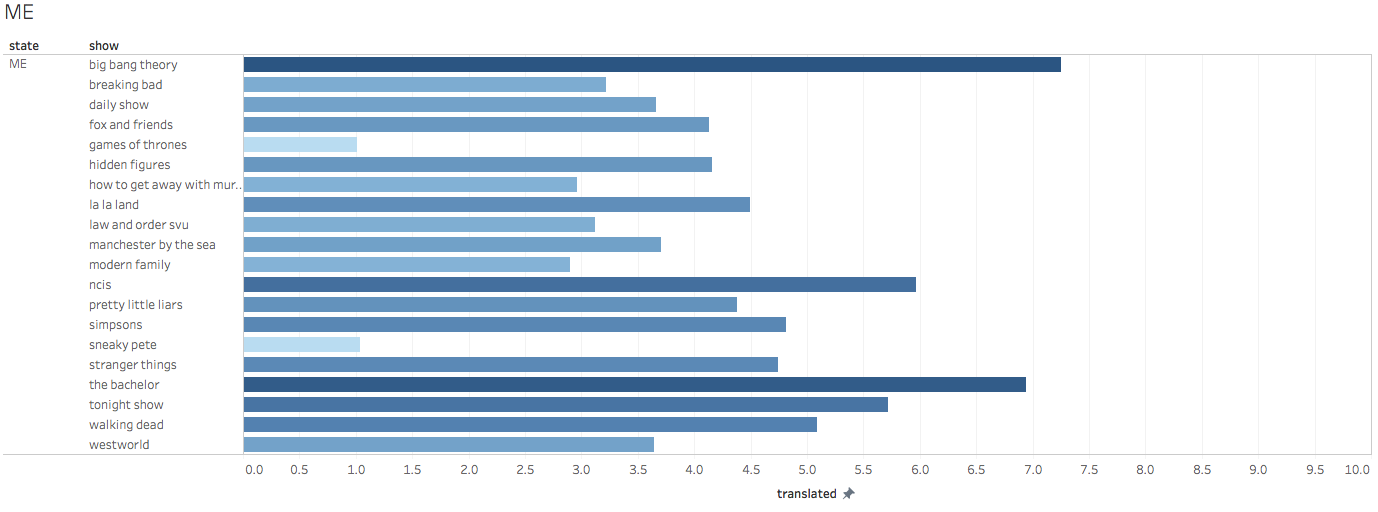 ME
state show
ME big bang theory
breaking bad
daily show
fox and friends
games of thrones
hidden figures
how to get away with mur..
la la land
law and order svu
manchester by the sea
modern family
ncis
pretty little liars
simpsons
sneaky pete
stranger things
the bachelor
tonight show
walking dead
westworld
0.0 0.5 1.0 1.5 2.0 2.5 3.0 3.5 4.0 4.5 5.0 5.5 6.0 6.5 7.0 7.5 8.0 8.5 9.0 9.5 10.0
translated